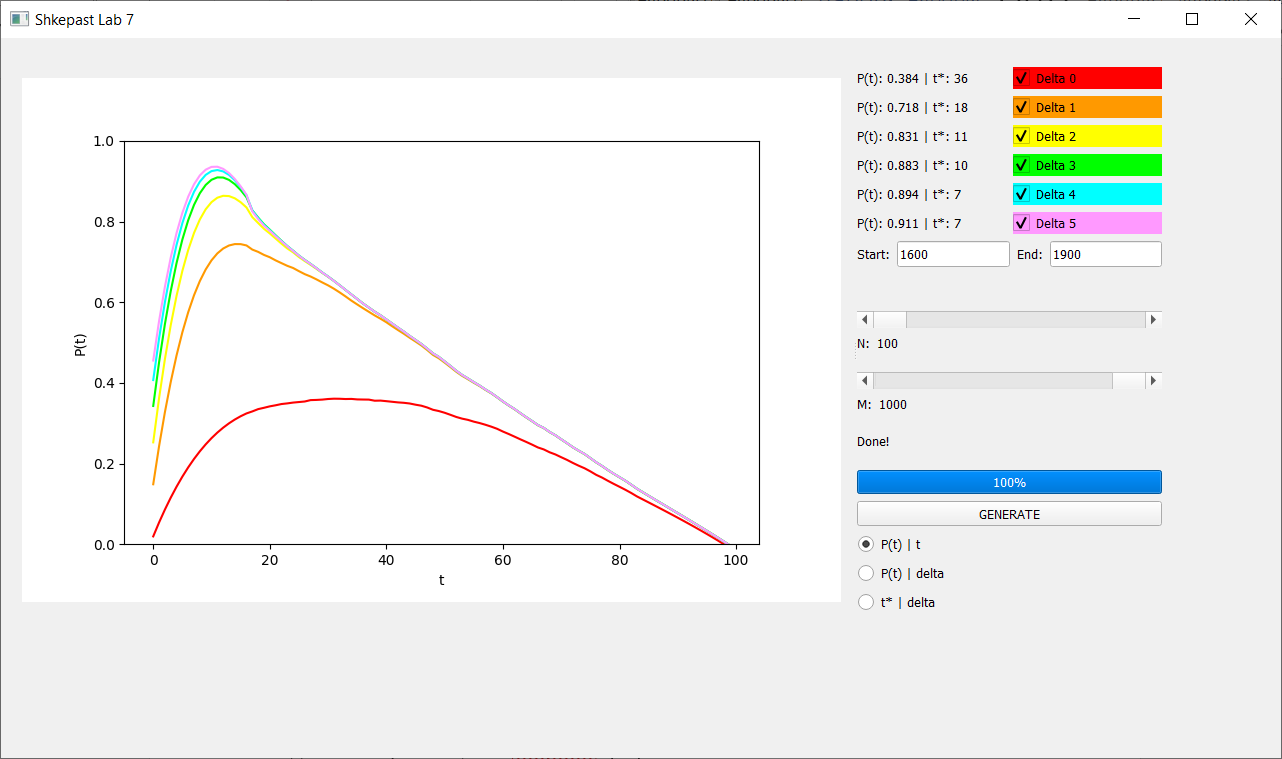 Shkepast Lab 7
P(t): 0.384 | t*: 36 Delta 0
P(t): 0.718 | t*: 18 Delta 1
P(t): 0.831 | t*: 11 Delta 2
P(t): 0.883 | t*: 10 Delta 3
P(t): 0.894 | t*: 7 Delta 4
P(t): 0.911 | t*: 7 Delta 5
Start: 1600 End: 1900
N: 100
M: 1000
Done!
100%
GENERATE
P(t) | t
P(t) | delta
t* | delta
1.0
0.8
0.6
0.4
0.2
0.0
P(t)
0 20 40 60 80 100
t